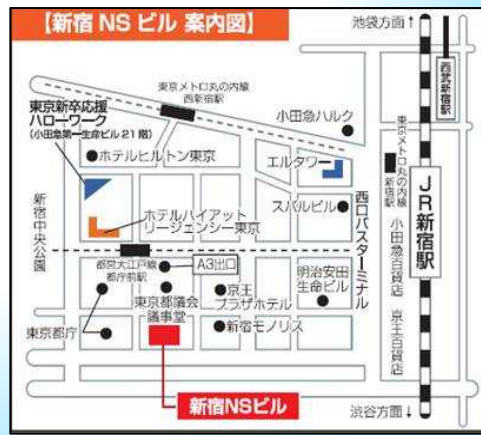 【新宿 NS ビル 案内図】
池袋方面↑
西武新宿駅
東京メトロ丸の内線
西新宿駅
小田急ハルク
東京新卒応援
ハローワーク
(小田急第一生命ビル 21 階)
ホテルヒルトン東京
エルタワー
東京メトロ丸の内線
新宿駅
JR新宿駅
スバルビル
新宿中央公園
ホテルハイアット
リージェンシー東京
西口バスターミナル
小田急百貨店
京王百貨店
都営大江戸線
都庁前駅
A3出口
明治安田
生命ビル
東京都議会
議事堂
京王
プラザホテル
東京都庁
新宿モノリス
新宿NSビル
渋谷方面↓